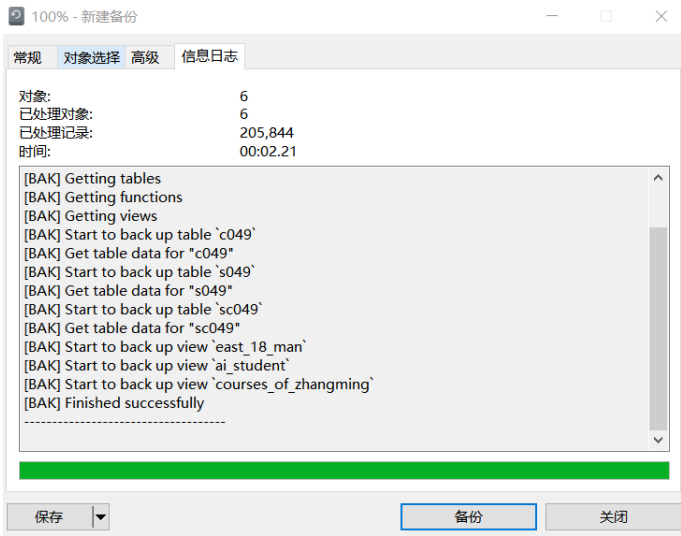 100% - 新建备份
常规 对象选择 高级 信息日志
对象: 6
已处理对象: 6
已处理记录: 205,844
时间: 00:02.21
[BAK] Getting tables
[BAK] Getting functions
[BAK] Getting views
[BAK] Start to back up table `c049`
[BAK] Get table data for "c049"
[BAK] Start to back up table `s049`
[BAK] Get table data for "s049"
[BAK] Start to back up table `sc049`
[BAK] Get table data for "sc049"
[BAK] Start to back up view `east_18_man`
[BAK] Start to back up view `ai_student`
[BAK] Start to back up view `courses_of_zhangming`
[BAK] Finished successfully
------------------------------------
保存 备份 关闭